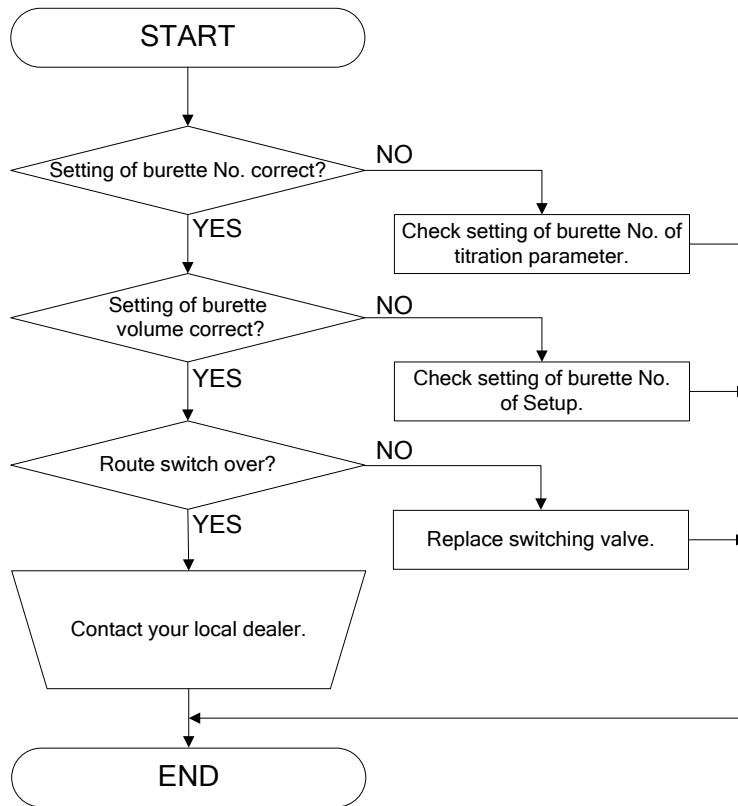 START
Setting of burette No. correct?
NO
YES
Check setting of burette No. of
titration parameter.
Setting of burette
volume correct?
NO
YES
Check setting of burette No.
of Setup.
Route switch over?
NO
YES
Replace switching valve.
Contact your local dealer.
END